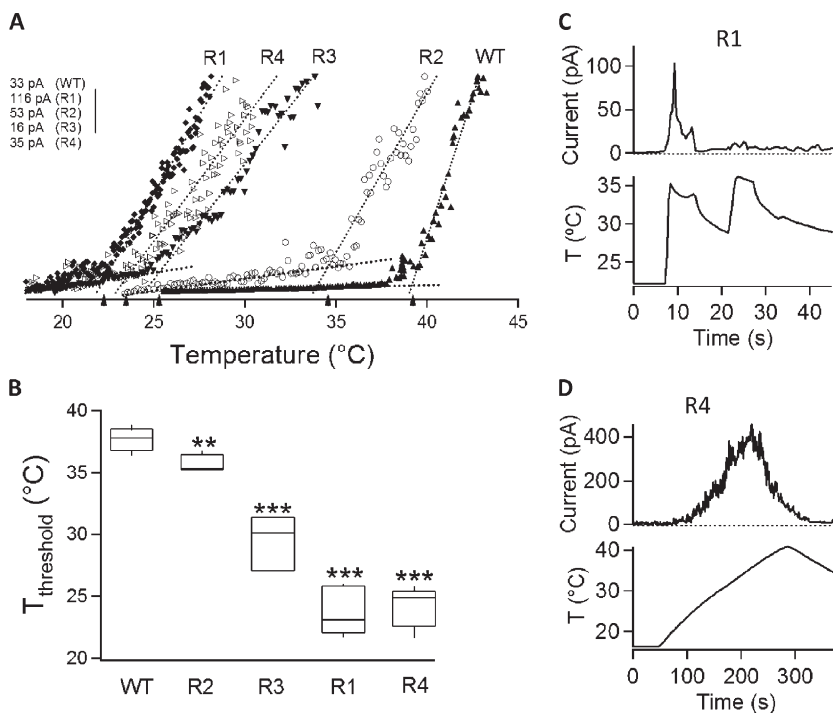 A
R1 R4 R3 R2 WT
33 pA (WT)
116 pA (R1)
53 pA (R2)
16 pA (R3)
35 pA (R4)
20 25 30 35 40 45
Temperature (°C)
B
40
35
30
25
20
T threshold (°C)
** *** *** ***
WT R2 R3 R1 R4
C
R1
100
50
0
Current (pA)
35
30
25
T (°C)
0 10 20 30 40
Time (s)
D
R4
400
200
0
Current (pA)
40
20
T (°C)
0 100 200 300
Time (s)